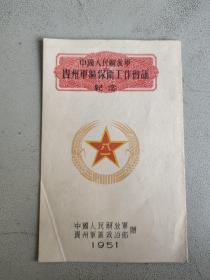 中國人民解放軍
貴州軍區保衛工作會議
紀念
八一
中國人民解放軍
貴州軍區政治部
贈
1951